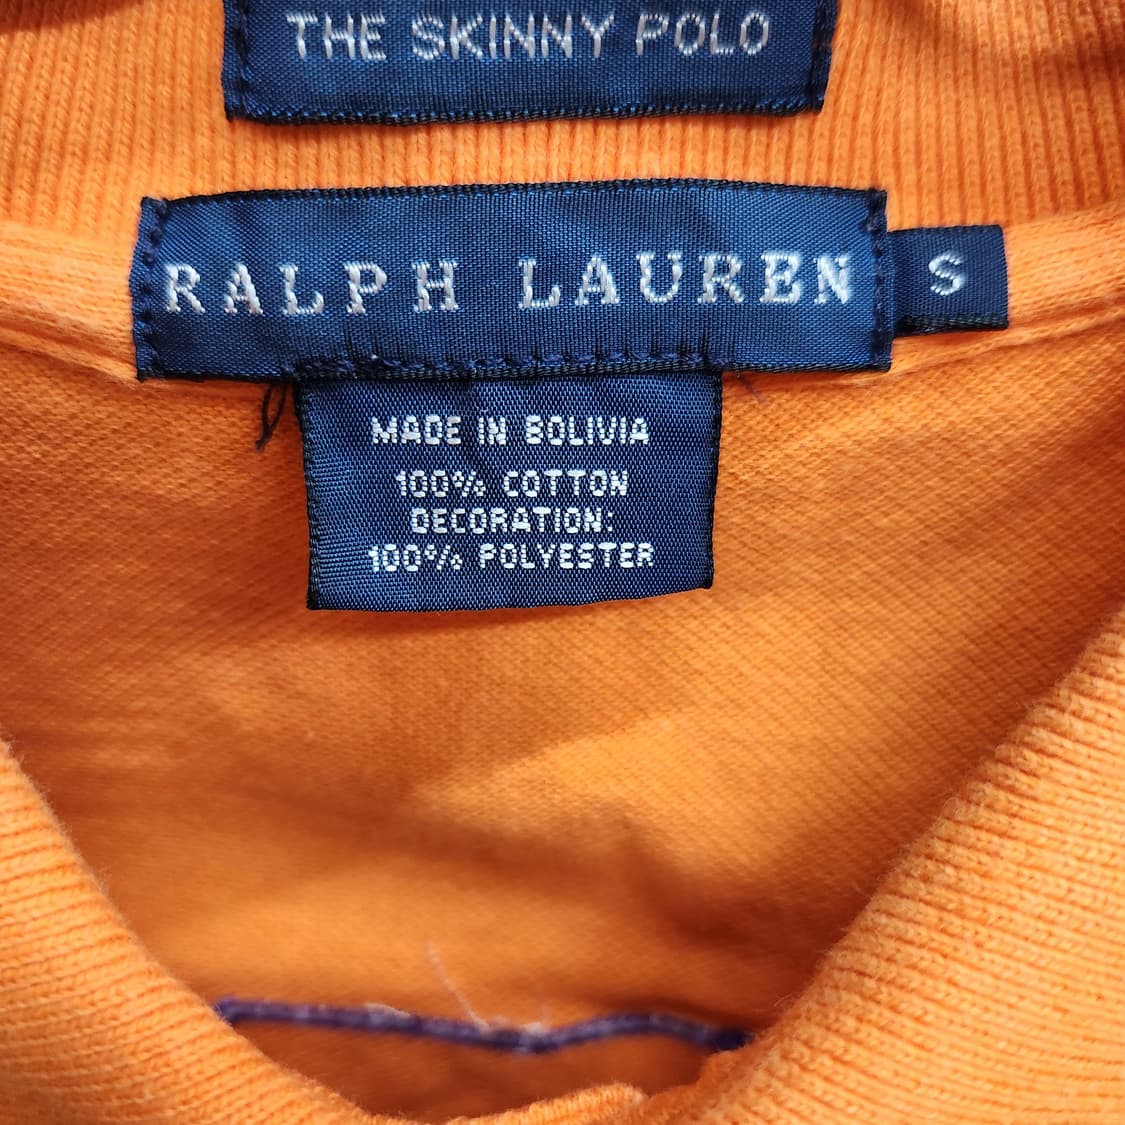 THE SKINNY POLO
RALPH LAUREN
S
MADE IN BOLIVIA
100% COTTON
DECORATION:
100% POLYESTER